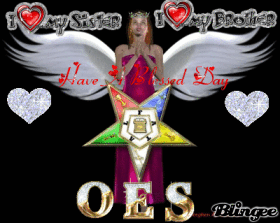 I my Sister
I my Brother
Have A Blessed Day
OES
Blingee